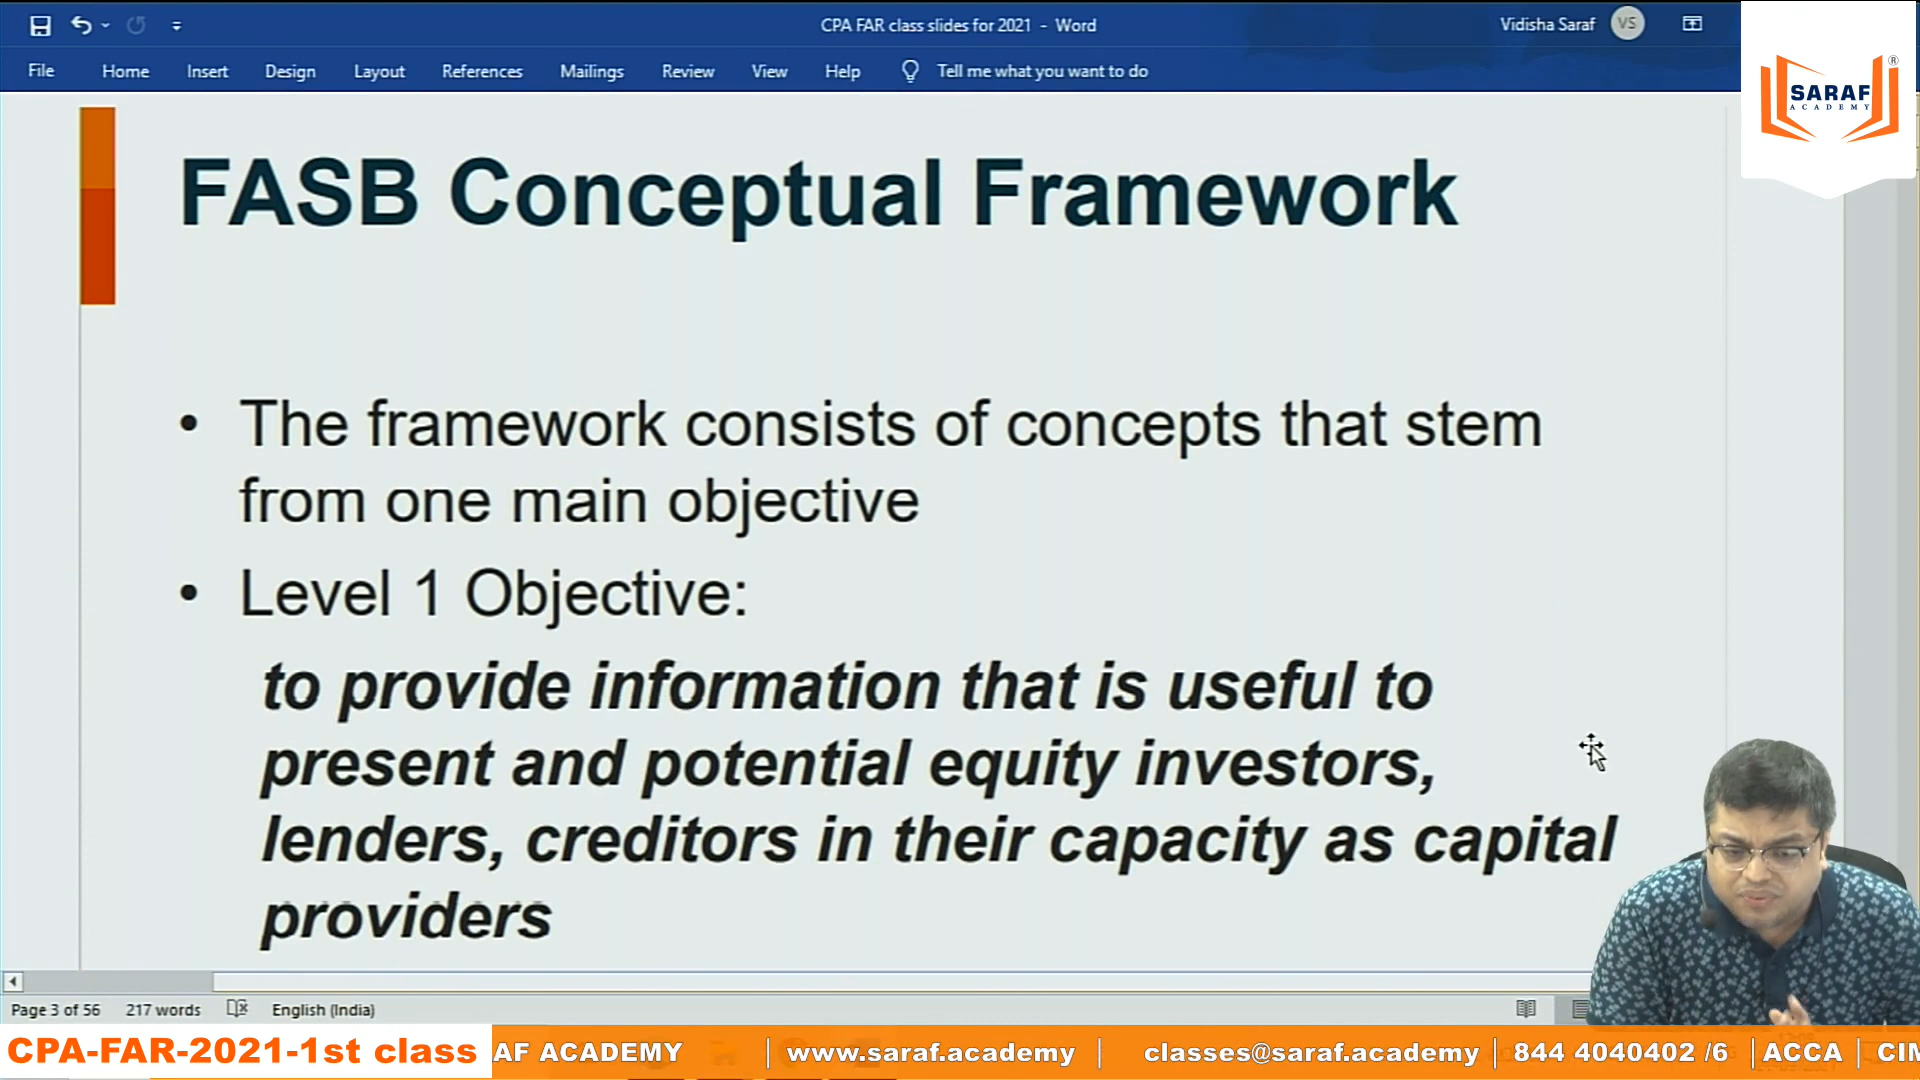 CPA FAR class slides for 2021 - Word
Vidisha Saraf
VS
File Home Insert Design Layout References Mailings Review View Help Tell me what you want to do
SARAF
ACADEMY
®
FASB Conceptual Framework
• The framework consists of concepts that stem
from one main objective
• Level 1 Objective:
to provide information that is useful to
present and potential equity investors,
lenders, creditors in their capacity as capital
providers
Page 3 of 56 217 words English (India)
CPA-FAR-2021-1st class AF ACADEMY | www.saraf.academy | classes@saraf.academy | 844 4040402 /6 | ACCA | CIM